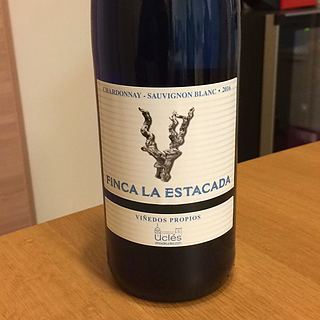 CHARDONNAY - SAUVIGNON BLANC • 2016
FINCA LA ESTACADA
VIÑEDOS PROPIOS
uclés